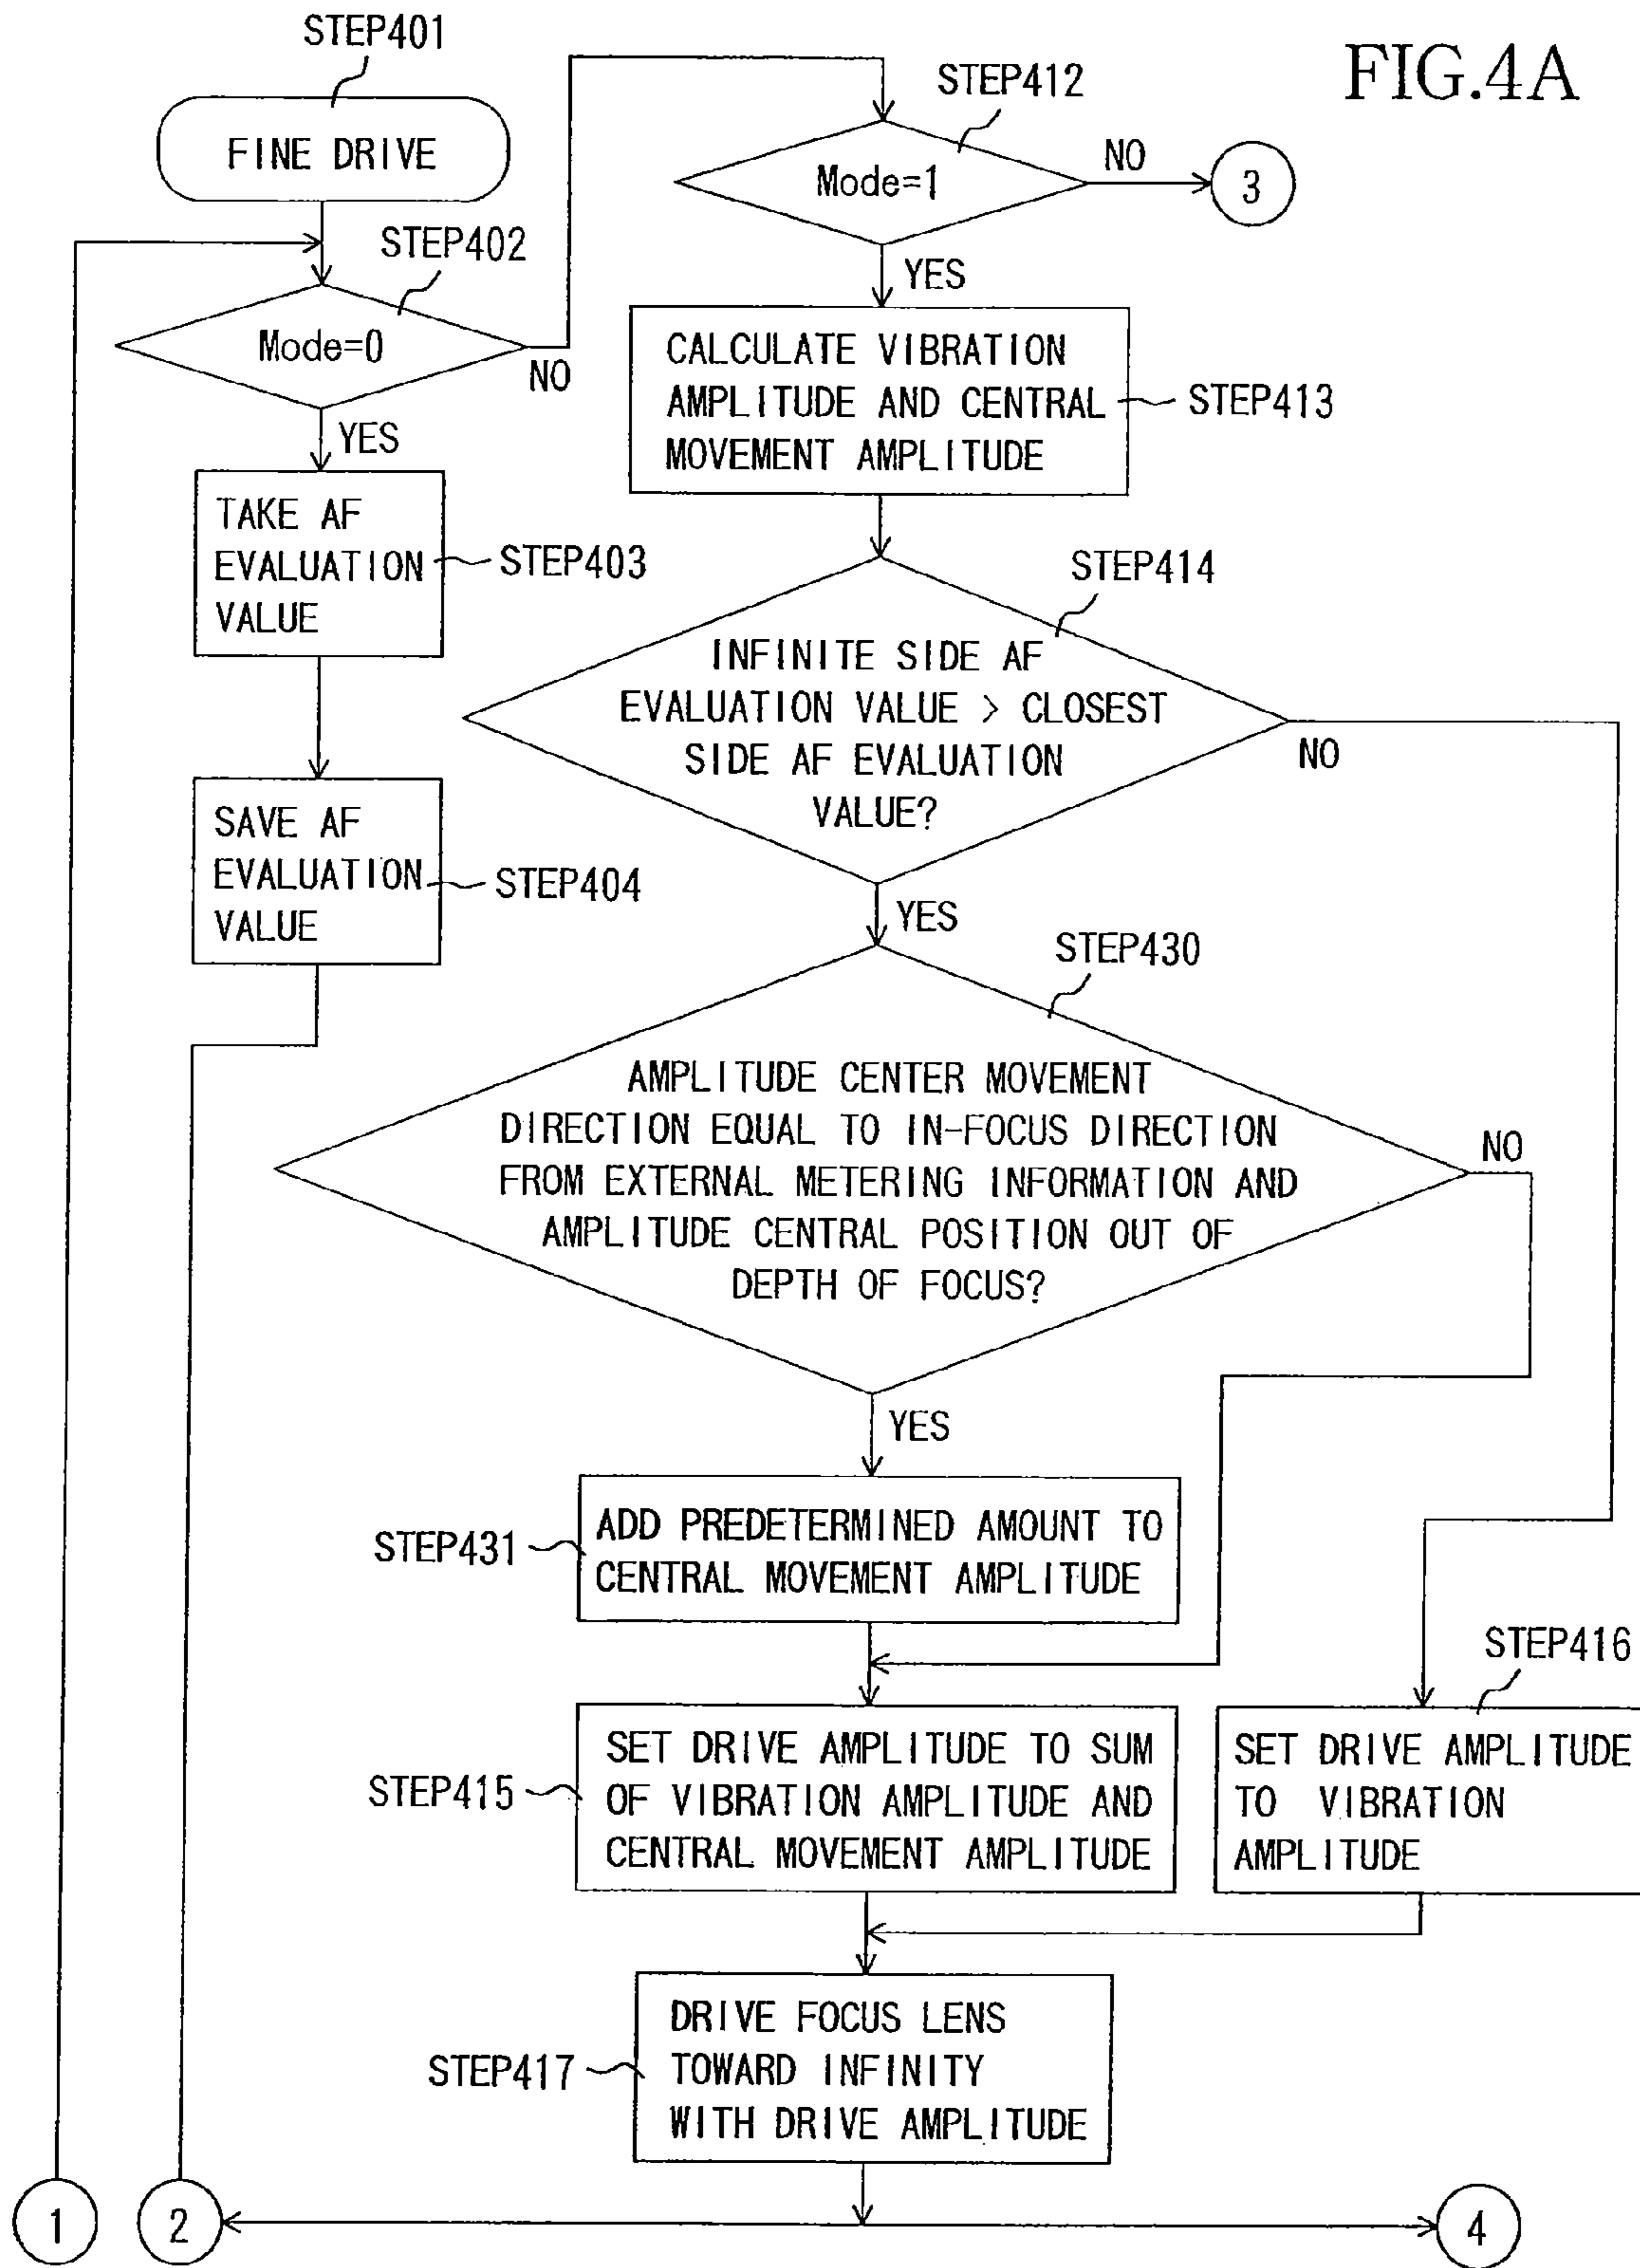 FIG.4A
STEP401
FINE DRIVE
STEP402
Mode=0
NO
YES
TAKE AF
EVALUATION
VALUE
STEP403
SAVE AF
EVALUATION
VALUE
STEP404
STEP412
Mode=1
NO
3
YES
CALCULATE VIBRATION
AMPLITUDE AND CENTRAL
MOVEMENT AMPLITUDE
STEP413
STEP414
INFINITE SIDE AF
EVALUATION VALUE > CLOSEST
SIDE AF EVALUATION
VALUE?
NO
YES
STEP430
AMPLITUDE CENTER MOVEMENT
DIRECTION EQUAL TO IN-FOCUS DIRECTION
FROM EXTERNAL METERING INFORMATION AND
AMPLITUDE CENTRAL POSITION OUT OF
DEPTH OF FOCUS?
NO
YES
STEP431
ADD PREDETERMINED AMOUNT TO
CENTRAL MOVEMENT AMPLITUDE
STEP415
SET DRIVE AMPLITUDE TO SUM
OF VIBRATION AMPLITUDE AND
CENTRAL MOVEMENT AMPLITUDE
STEP416
SET DRIVE AMPLITUDE
TO VIBRATION
AMPLITUDE
STEP417
DRIVE FOCUS LENS
TOWARD INFINITY
WITH DRIVE AMPLITUDE
1
2
4